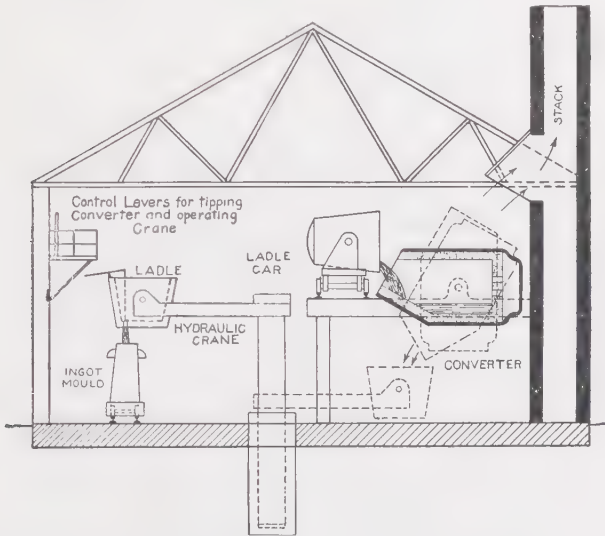 STACK
Control Levers for tipping
Converter and operating
Crane
LADLE
CAR
LADLE
HYDRAULIC
CRANE
CONVERTER
INGOT
MOULD